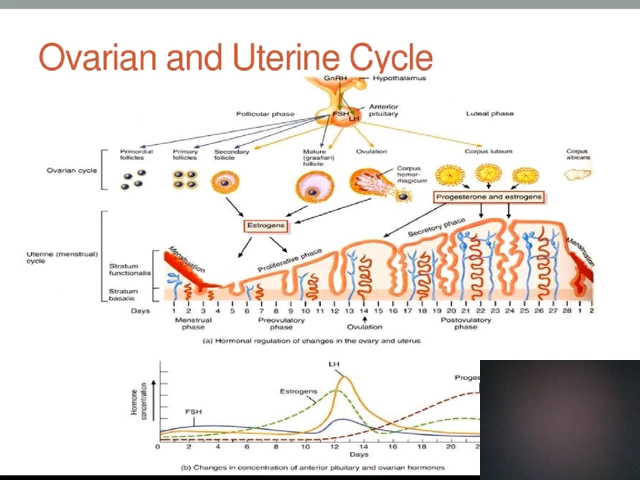 Ovarian and Uterine Cycle
GnRH
Hypothalamus
Follicular phase
FSH
LH
Anterior
pituitary
Luteal phase
Ovarian cycle
Primordial
follicles
Primary
follicles
Secondary
follicle
Mature
(graafian)
follicle
Ovulation
Corpus
hemor-
rhagicum
Corpus luteum
Corpus
albicans
Estrogens
Progesterone and estrogens
Uterine (menstrual)
cycle
Stratum
functionalis
Stratum
basalis
Menstruation
Proliferative phase
Secretory phase
Menstruation
Days
1 2 3 4 5 6 7 8 9 10 11 12 13 14 15 16 17 18 19 20 21 22 23 24 25 26 27 28 1 2
Menstrual
phase
Preovulatory
phase
Ovulation
Postovulatory
phase
(a) Hormonal regulation of changes in the ovary and uterus
Hormone
concentration
FSH
Estrogens
LH
0 2 4 6 8 10 12 14 16 18 20
Days
(b) Changes in concentration of anterior pituitary and ovarian hormones